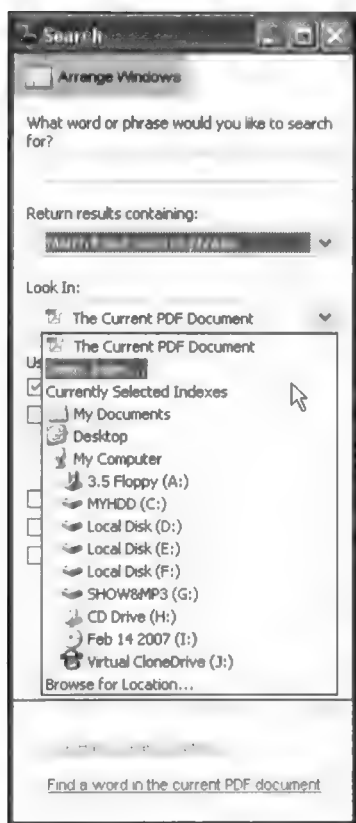 Search
Arrange Windows
What word or phrase would you like to search
for?
Return results containing:
Look In:
The Current PDF Document
The Current PDF Document
Us
Currently Selected Indexes
My Documents
Desktop
My Computer
3.5 Floppy (A:)
MYHDD (C:)
Local Disk (D:)
Local Disk (E:)
Local Disk (F:)
SHOW&MP3 (G:)
CD Drive (H:)
Feb 14 2007 (I:)
Virtual CloneDrive (J:)
Browse for Location...
Find a word in the current PDF document